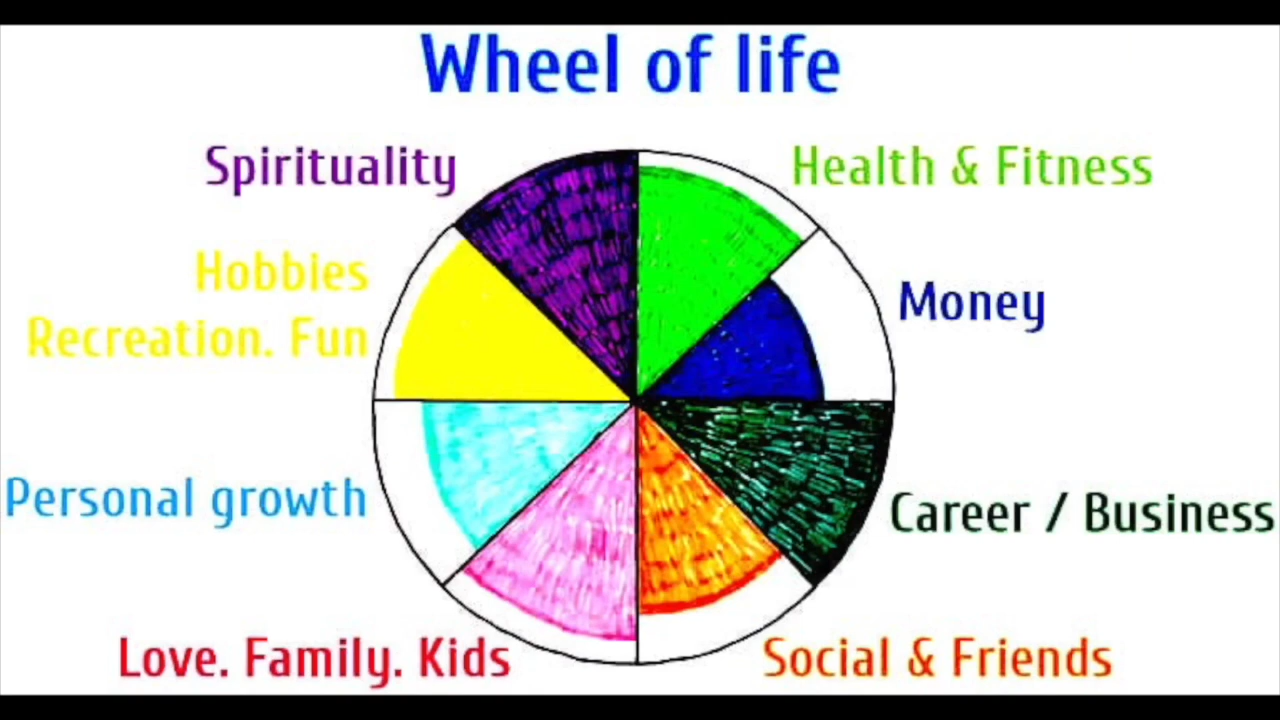 Wheel of life
Spirituality
Health & Fitness
Hobbies
Recreation. Fun
Money
Personal growth
Career / Business
Love. Family. Kids
Social & Friends